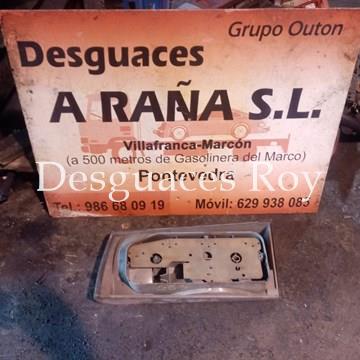 Grupo Outon
Desguaces
A RAÑA S.L.
Villafranca-Marcón
(a 500 metros de Gasolinera del Marco)
Desguaces Roy
Pontevedra
Tel.: 986 68 09 19 Móvil: 629 938 085